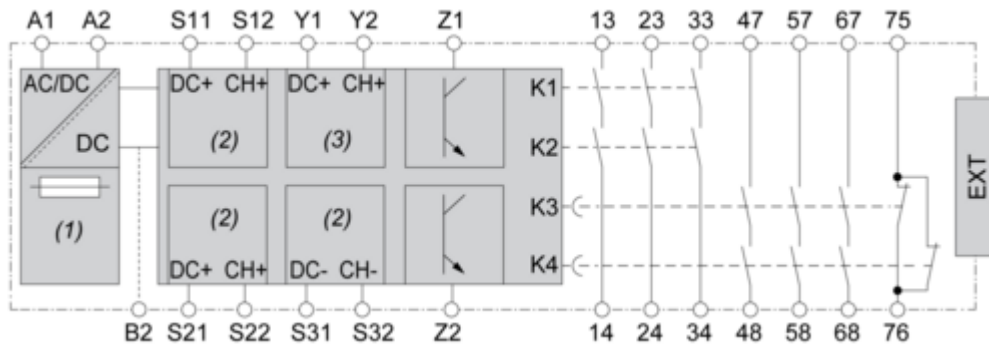 A1 A2 S11 S12 Y1 Y2 Z1 13 23 33 47 57 67 75
AC/DC DC+ CH+ DC+ CH+ K1
DC (2) (3) K2
EXT
(1) (2) (2) K3
DC+ CH+ DC- CH- K4
B2 S21 S22 S31 S32 Z2 14 24 34 48 58 68 76